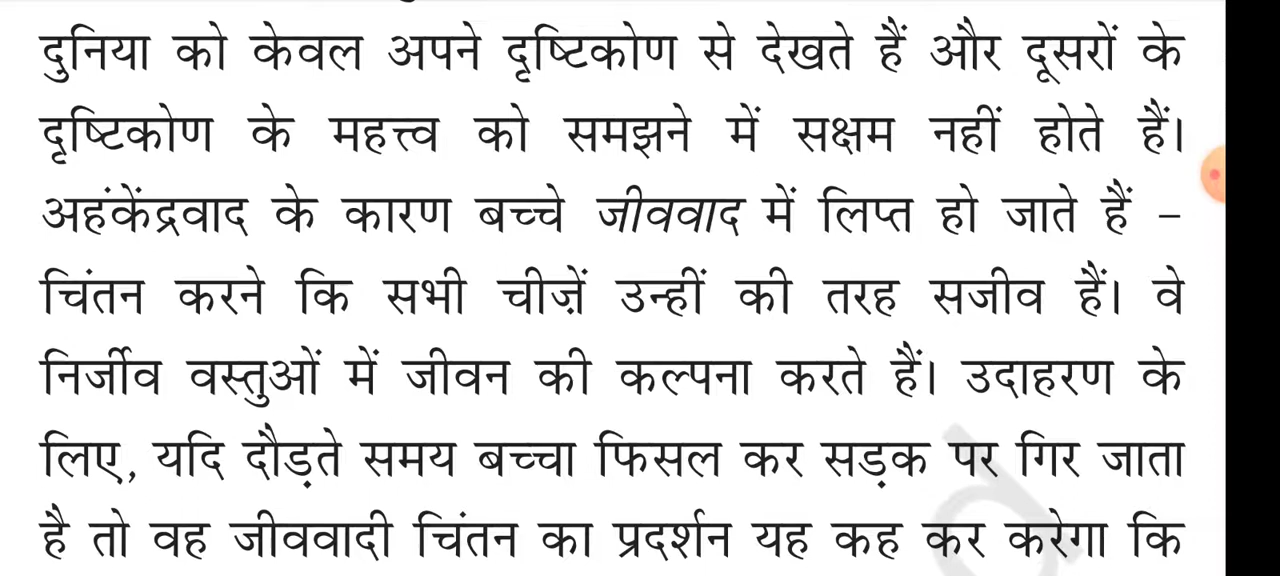 दुनिया को केवल अपने दृष्टिकोण से देखते हैं और दूसरों के
दृष्टिकोण के महत्त्व को समझने में सक्षम नहीं होते हैं।
अहंकेंद्रवाद के कारण बच्चे जीववाद में लिप्त हो जाते हैं –
चिंतन करने कि सभी चीज़ें उन्हीं की तरह सजीव हैं। वे
निर्जीव वस्तुओं में जीवन की कल्पना करते हैं। उदाहरण के
लिए, यदि दौड़ते समय बच्चा फिसल कर सड़क पर गिर जाता
है तो वह जीववादी चिंतन का प्रदर्शन यह कह कर करेगा कि